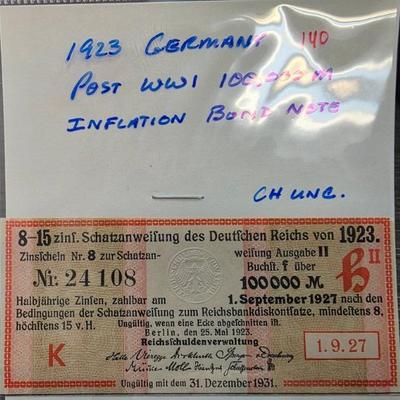 1923 GERMANY 140
POST WWI 100,000 M
INFLATION BOND NOTE
CH UNC.
8-15 zins. Schatzanweisung des Deutschen Reichs von 1923.
Zinsschein Nr. 8 zur Schatzanweisung Ausgabe II
Nr. 24108 Buchst. f über
100000 M.
h II
Halbjährige Zinsen, zahlbar am 1. September 1927 nach den
Bedingungen der Schatzanweisung zum Reichsbankdiskontsatze, mindestens 8,
höchstens 15 v. H. Ungültig, wenn eine Ecke abgeschnitten ist.
Berlin, den 25. Mai 1923.
Reichsschuldenverwaltung
K
1.9.27
Ungültig mit dem 31. Dezember 1931.